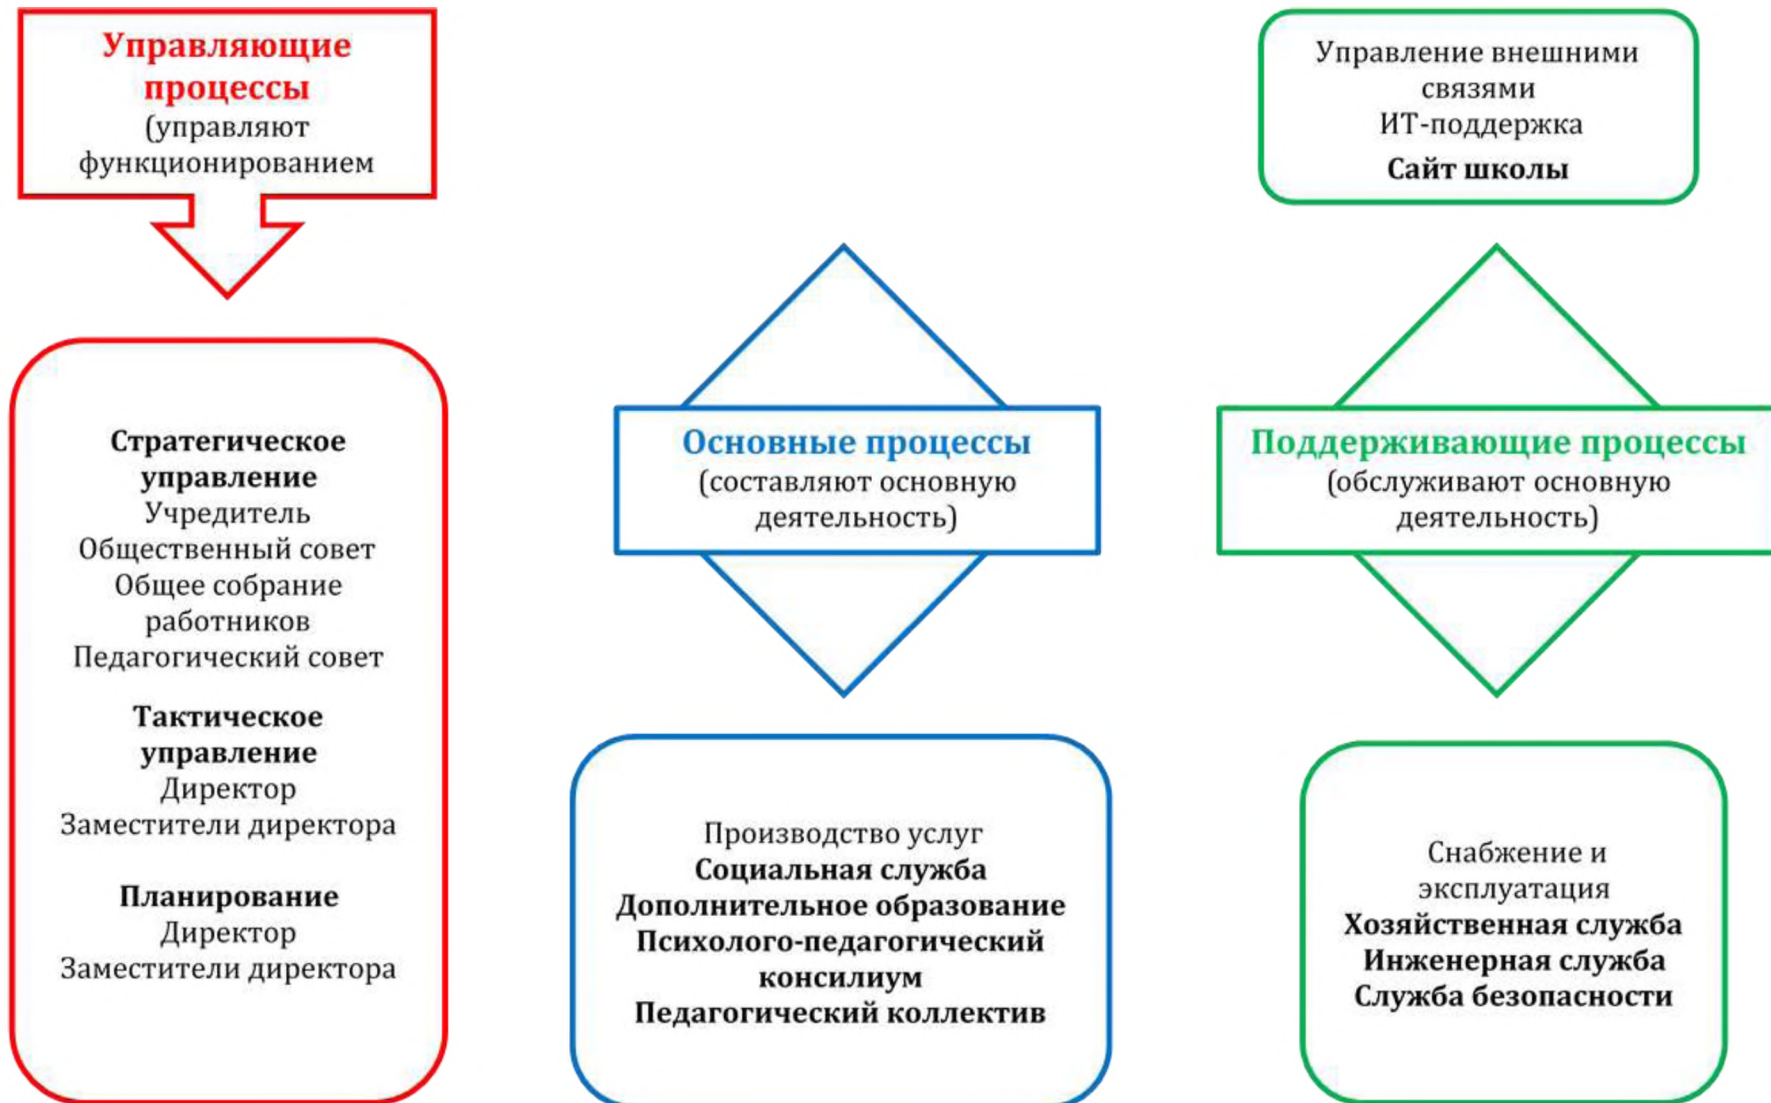 Управляющие
процессы
(управляют
функционированием
Стратегическое
управление
Учредитель
Общественный совет
Общее собрание
работников
Педагогический совет
Тактическое
управление
Директор
Заместители директора
Планирование
Директор
Заместители директора
Основные процессы
(составляют основную
деятельность)
Производство услуг
Социальная служба
Дополнительное образование
Психолого-педагогический
консилиум
Педагогический коллектив
Управление внешними
связями
ИТ-поддержка
Сайт школы
Поддерживающие процессы
(обслуживают основную
деятельность)
Снабжение и
эксплуатация
Хозяйственная служба
Инженерная служба
Служба безопасности